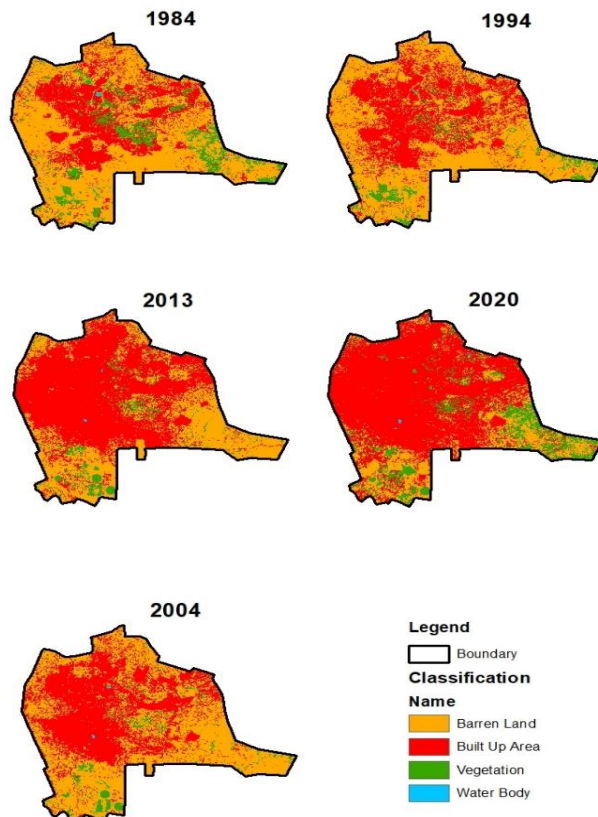 1984
1994
2013
2020
2004
Legend
Boundary
Classification
Name
Barren Land
Built Up Area
Vegetation
Water Body